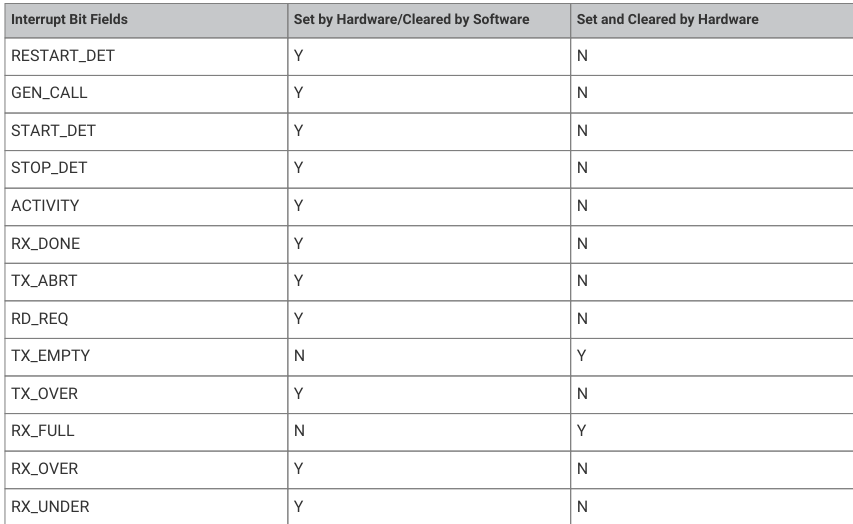 Interrupt Bit Fields Set by Hardware/Cleared by Software Set and Cleared by Hardware
RESTART_DET Y N
GEN_CALL Y N
START_DET Y N
STOP_DET Y N
ACTIVITY Y N
RX_DONE Y N
TX_ABRT Y N
RD_REQ Y N
TX_EMPTY N Y
TX_OVER Y N
RX_FULL N Y
RX_OVER Y N
RX_UNDER Y N